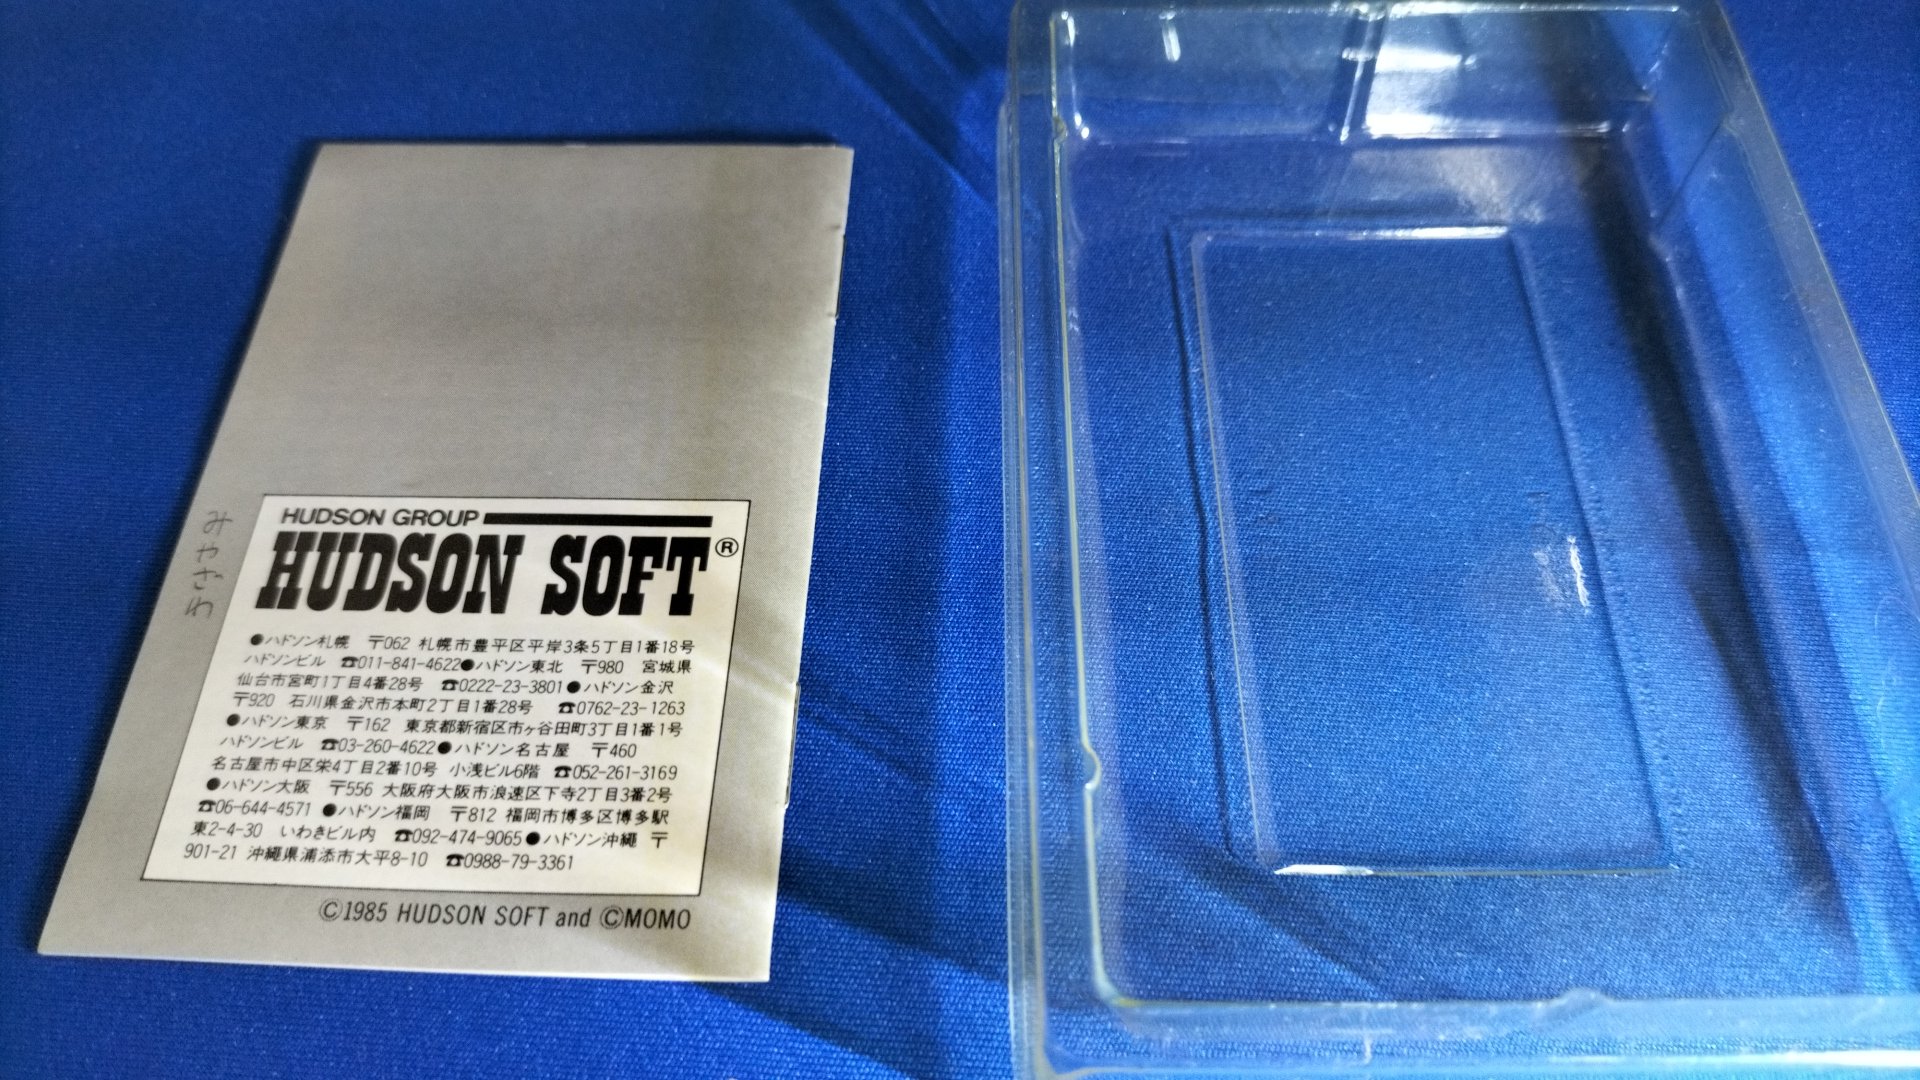 HUDSON GROUP
HUDSON SOFT®
●ハドソン札幌 〒062 札幌市豊平区平岸3条5丁目1番18号
ハドソンビル ☎011-841-4622●ハドソン東北 〒980 宮城県
仙台市宮町1丁目4番28号 ☎0222-23-3801●ハドソン金沢
〒920 石川県金沢市本町2丁目1番28号 ☎0762-23-1263
●ハドソン東京 〒162 東京都新宿区市ヶ谷田町3丁目1番1号
ハドソンビル ☎03-260-4622●ハドソン名古屋 〒460
名古屋市中区栄4丁目2番10号 小浅ビル6階 ☎052-261-3169
●ハドソン大阪 〒556 大阪府大阪市浪速区下寺2丁目3番2号
☎06-644-4571 ●ハドソン福岡 〒812 福岡市博多区博多駅
東2-4-30 いわきビル内 ☎092-474-9065●ハドソン沖縄 〒
901-21 沖縄県浦添市大平8-10 ☎0988-79-3361
©1985 HUDSON SOFT and ©MOMO
みやざわ